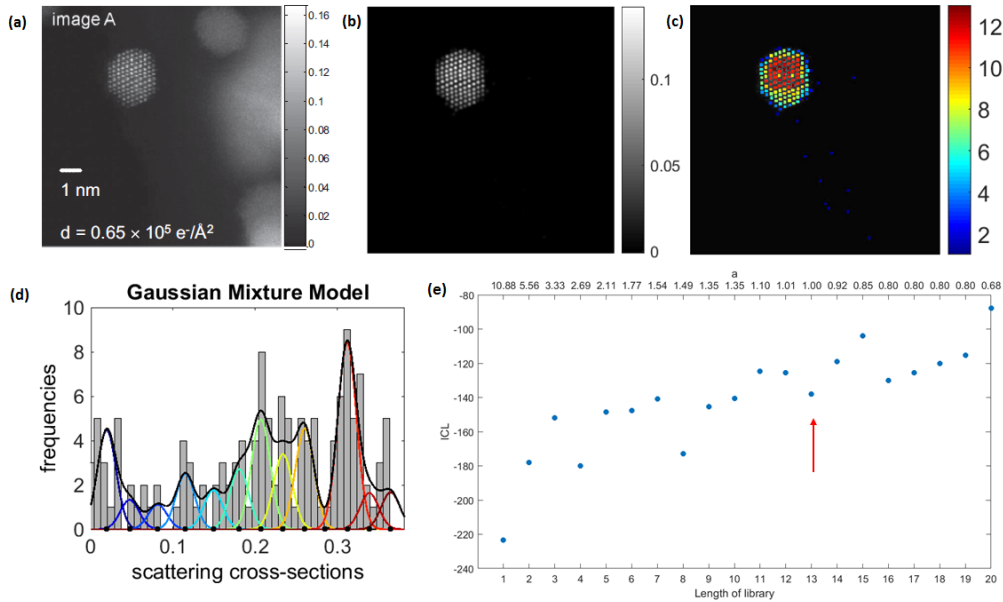 (a)
image A
1 nm
d = 0.65 × 10⁵ e⁻/Å²
0.16
0.14
0.12
0.10
0.08
0.06
0.04
0.02
0
(b)
0.1
0.05
0
(c)
12
10
8
6
4
2
(d)
Gaussian Mixture Model
10
8
6
4
2
0
frequencies
0 0.1 0.2 0.3
scattering cross-sections
(e)
a
10.88 5.56 3.33 2.69 2.11 1.77 1.54 1.49 1.35 1.35 1.10 1.01 1.00 0.92 0.85 0.80 0.80 0.80 0.80 0.68
-80
-100
-120
-140
-160
-180
-200
-220
-240
ICL
1 2 3 4 5 6 7 8 9 10 11 12 13 14 15 16 17 18 19 20
Length of library